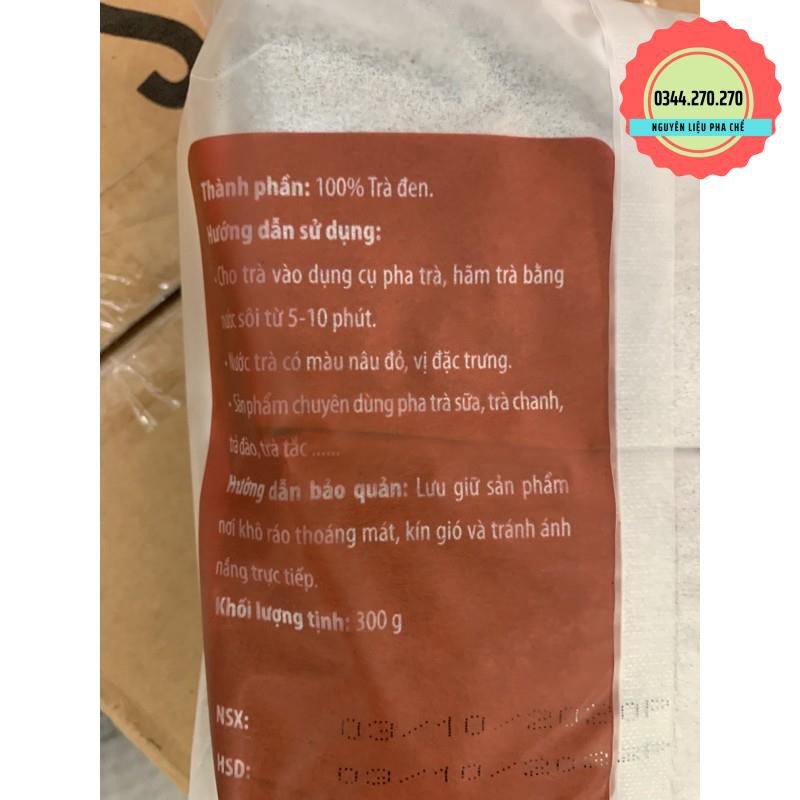 0344.270.270
NGUYÊN LIỆU PHA CHẾ
Thành phần: 100% Trà đen.
Hướng dẫn sử dụng:
•Cho trà vào dụng cụ pha trà, hãm trà bằng
nước sôi từ 5-10 phút.
• Nước trà có màu nâu đỏ, vị đặc trưng.
• Sản phẩm chuyên dùng pha trà sữa, trà chanh,
trà đào, trà tắc ......
Hướng dẫn bảo quản: Lưu giữ sản phẩm
nơi khô ráo thoáng mát, kín gió và tránh ánh
nắng trực tiếp.
Khối lượng tịnh: 300 g
NSX:
HSD: